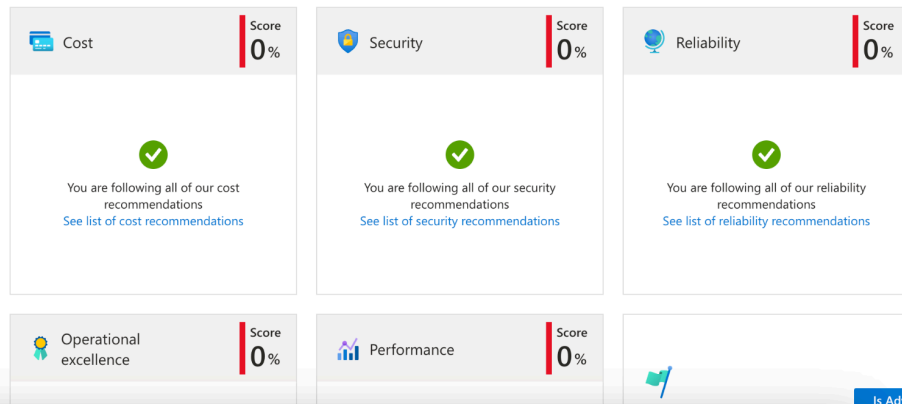 Cost
Score
0 %
Security
Score
0 %
Reliability
Score
0 %
You are following all of our cost
recommendations
See list of cost recommendations
You are following all of our security
recommendations
See list of security recommendations
You are following all of our reliability
recommendations
See list of reliability recommendations
Operational
excellence
Score
0 %
Performance
Score
0 %